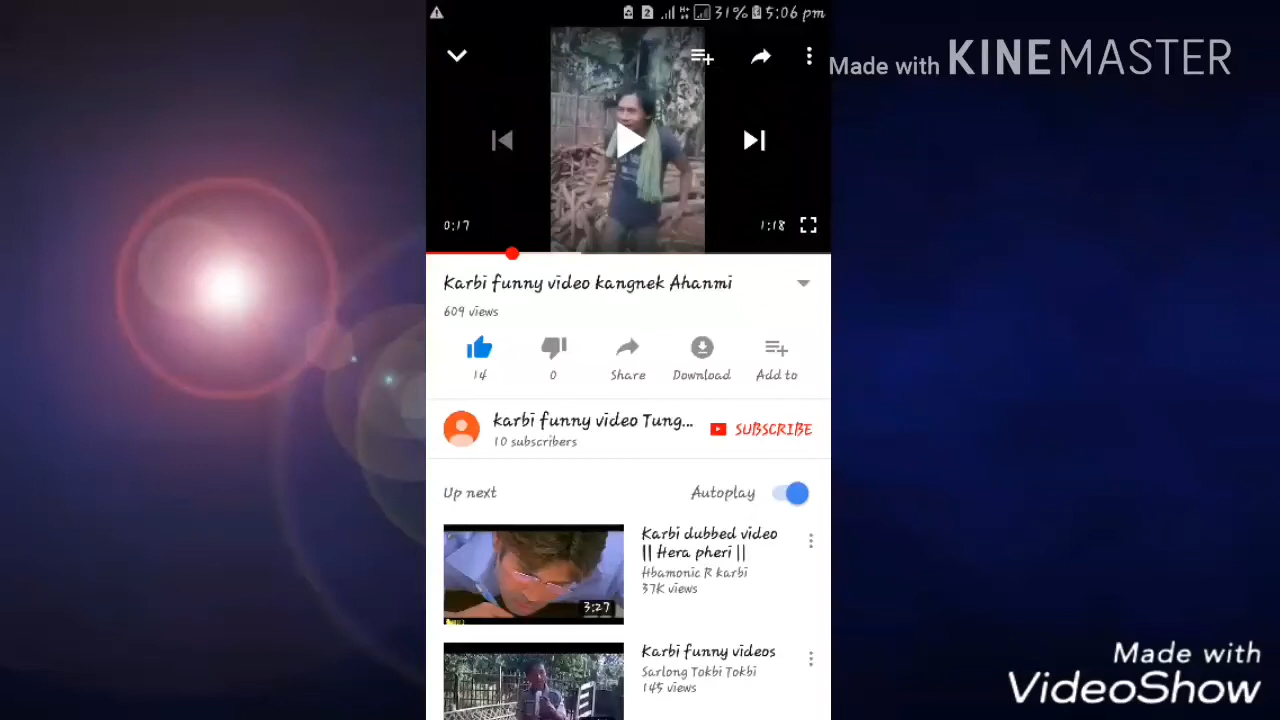 31% 5:06 pm
Made with KINEMASTER
0:17
1:18
Karbi funny video kangnek Ahanmi
609 views
14
0
Share
Download
Add to
karbi funny video Tung...
10 subscribers
SUBSCRIBE
Up next
Autoplay
Karbi dubbed video
|| Hera pheri ||
Hbamonic R karbi
37K views
3:27
Karbi funny videos
Sarlong Tokbi Tokbi
145 views
Made with
VideoShow